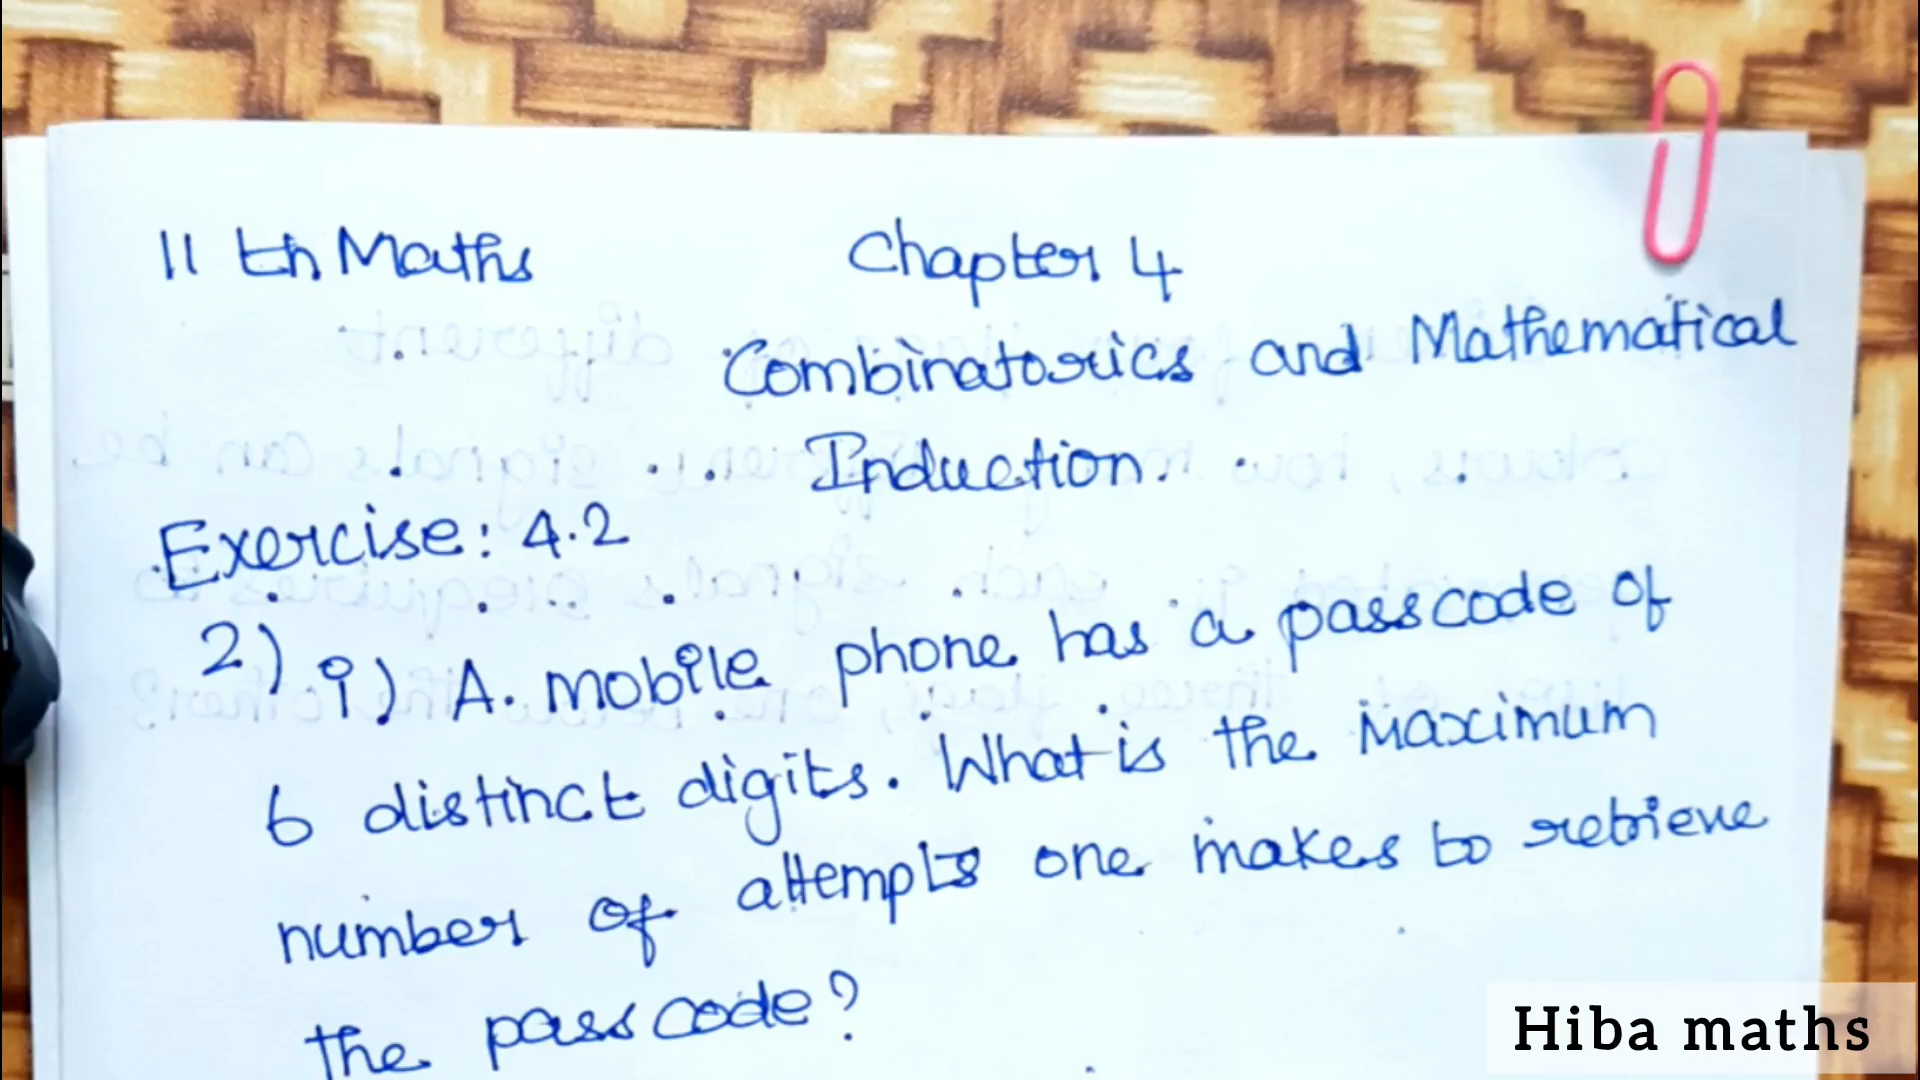 11 th Maths Chapter 4
Combinatorics and Mathematical
Induction.
Exercise: 4.2
2) i) A mobile phone has a passcode of
6 distinct digits. What is the Maximum
number of attempts one makes to retrieve
the passcode?
Hiba maths